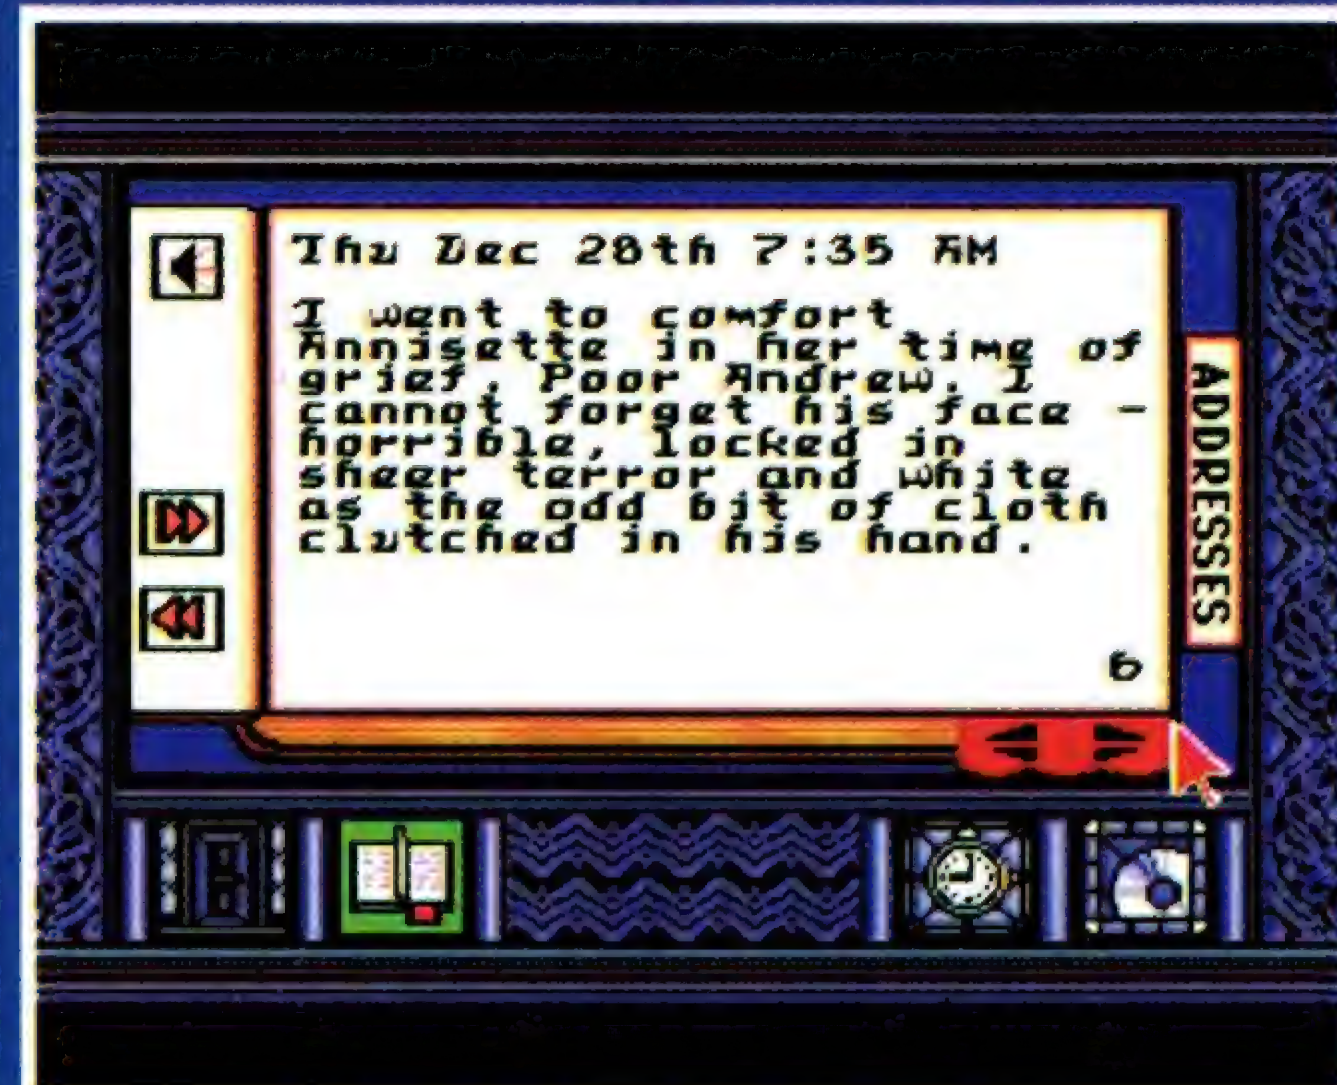 Thu Dec 28th 7:35 AM
I went to comfort
Annisette in her time of
grief. Poor Andrew. I
cannot forget his face -
horrible, locked in
sheer terror and white
as the odd bit of cloth
clutched in his hand.
6
ADDRESSES